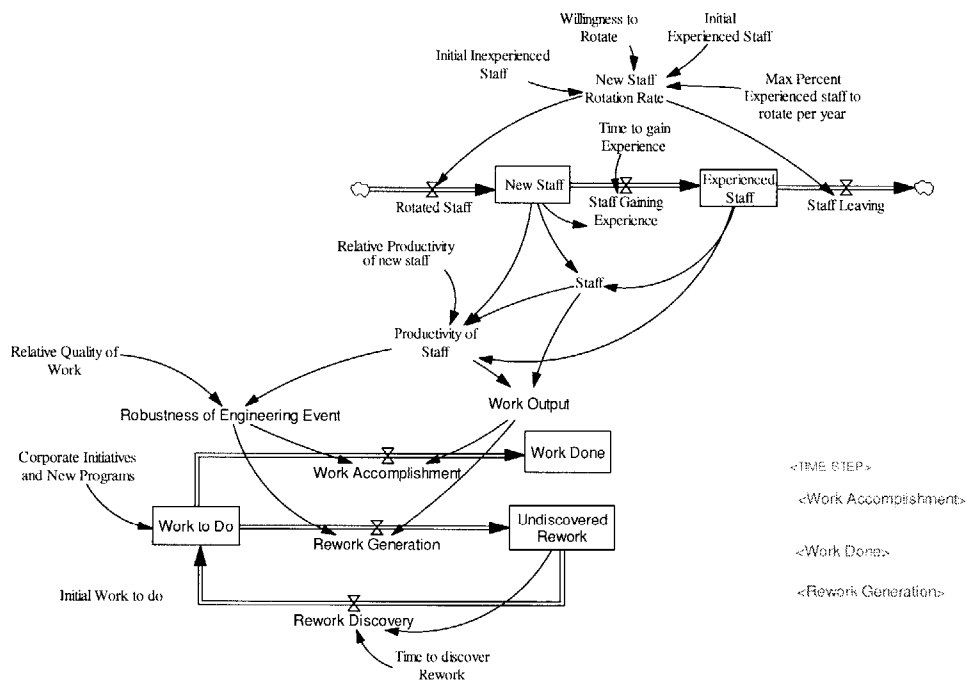 Willingness to
Rotate
Initial
Experienced Staff
Initial Inexperienced
Staff
New Staff
Rotation Rate
Max Percent
Experienced staff to
rotate per year
Time to gain
Experience
New Staff
Experienced
Staff
Rotated Staff
Staff Gaining
Experience
Staff Leaving
Relative Productivity
of new staff
Staff
Productivity of
Staff
Relative Quality of
Work
Robustness of Engineering Event
Work Output
Work Done
Corporate Initiatives
and New Programs
Work Accomplishment
<TIME STEP>
<Work Accomplishment>
Work to Do
Undiscovered
Rework
Rework Generation
<Work Done>
Initial Work to do
<Rework Generation>
Rework Discovery
Time to discover
Rework